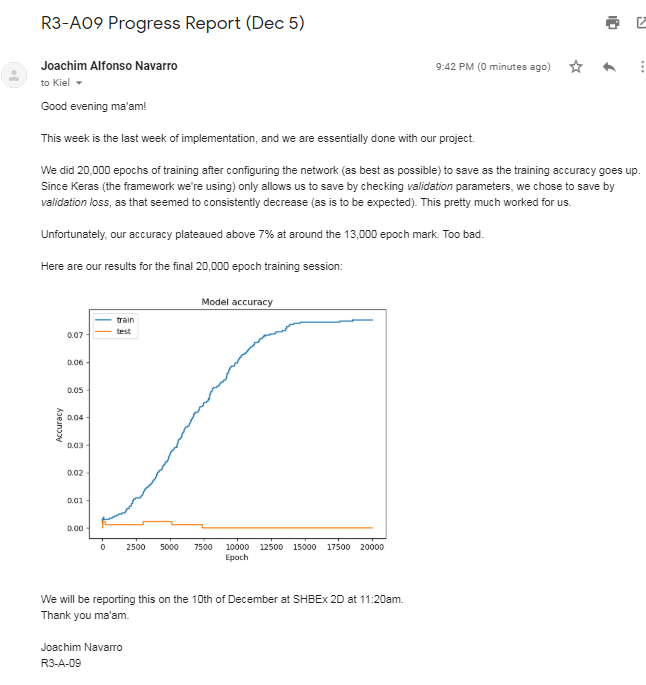 R3-A09 Progress Report (Dec 5)
Joachim Alfonso Navarro
9:42 PM (0 minutes ago)
to Kiel
Good evening ma'am!
This week is the last week of implementation, and we are essentially done with our project.
We did 20,000 epochs of training after configuring the network (as best as possible) to save as the training accuracy goes up.
Since Keras (the framework we're using) only allows us to save by checking validation parameters, we chose to save by
validation loss, as that seemed to consistently decrease (as is to be expected). This pretty much worked for us.
Unfortunately, our accuracy plateaued above 7% at around the 13,000 epoch mark. Too bad.
Here are our results for the final 20,000 epoch training session:
Model accuracy
train
test
0.07
0.06
0.05
0.04
0.03
0.02
0.01
0.00
Accuracy
0 2500 5000 7500 10000 12500 15000 17500 20000
Epoch
We will be reporting this on the 10th of December at SHBEx 2D at 11:20am.
Thank you ma'am.
Joachim Navarro
R3-A-09